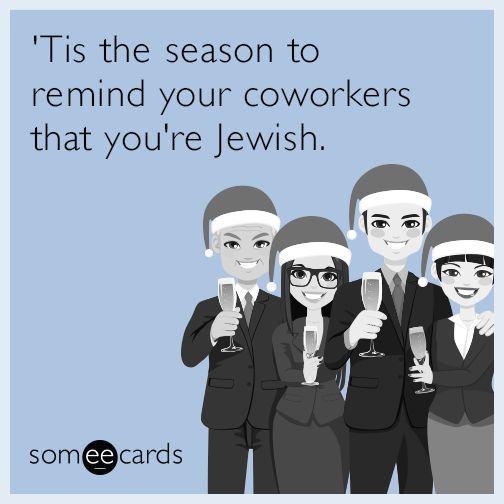 'Tis the season to
remind your coworkers
that you're Jewish.
someecards